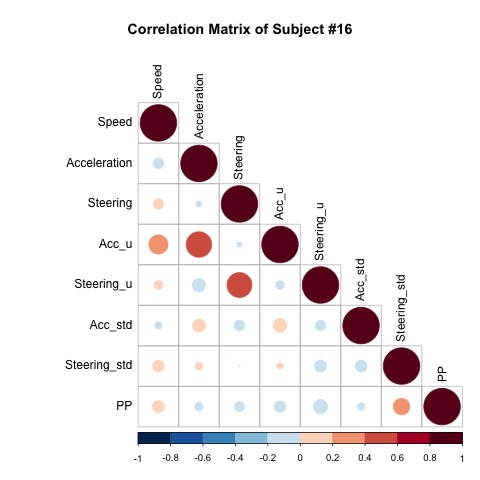 Correlation Matrix of Subject #16
Speed
Acceleration
Steering
Acc_u
Steering_u
Acc_std
Steering_std
PP
Speed
Acceleration
Steering
Acc_u
Steering_u
Acc_std
Steering_std
PP
-1 -0.8 -0.6 -0.4 -0.2 0 0.2 0.4 0.6 0.8 1